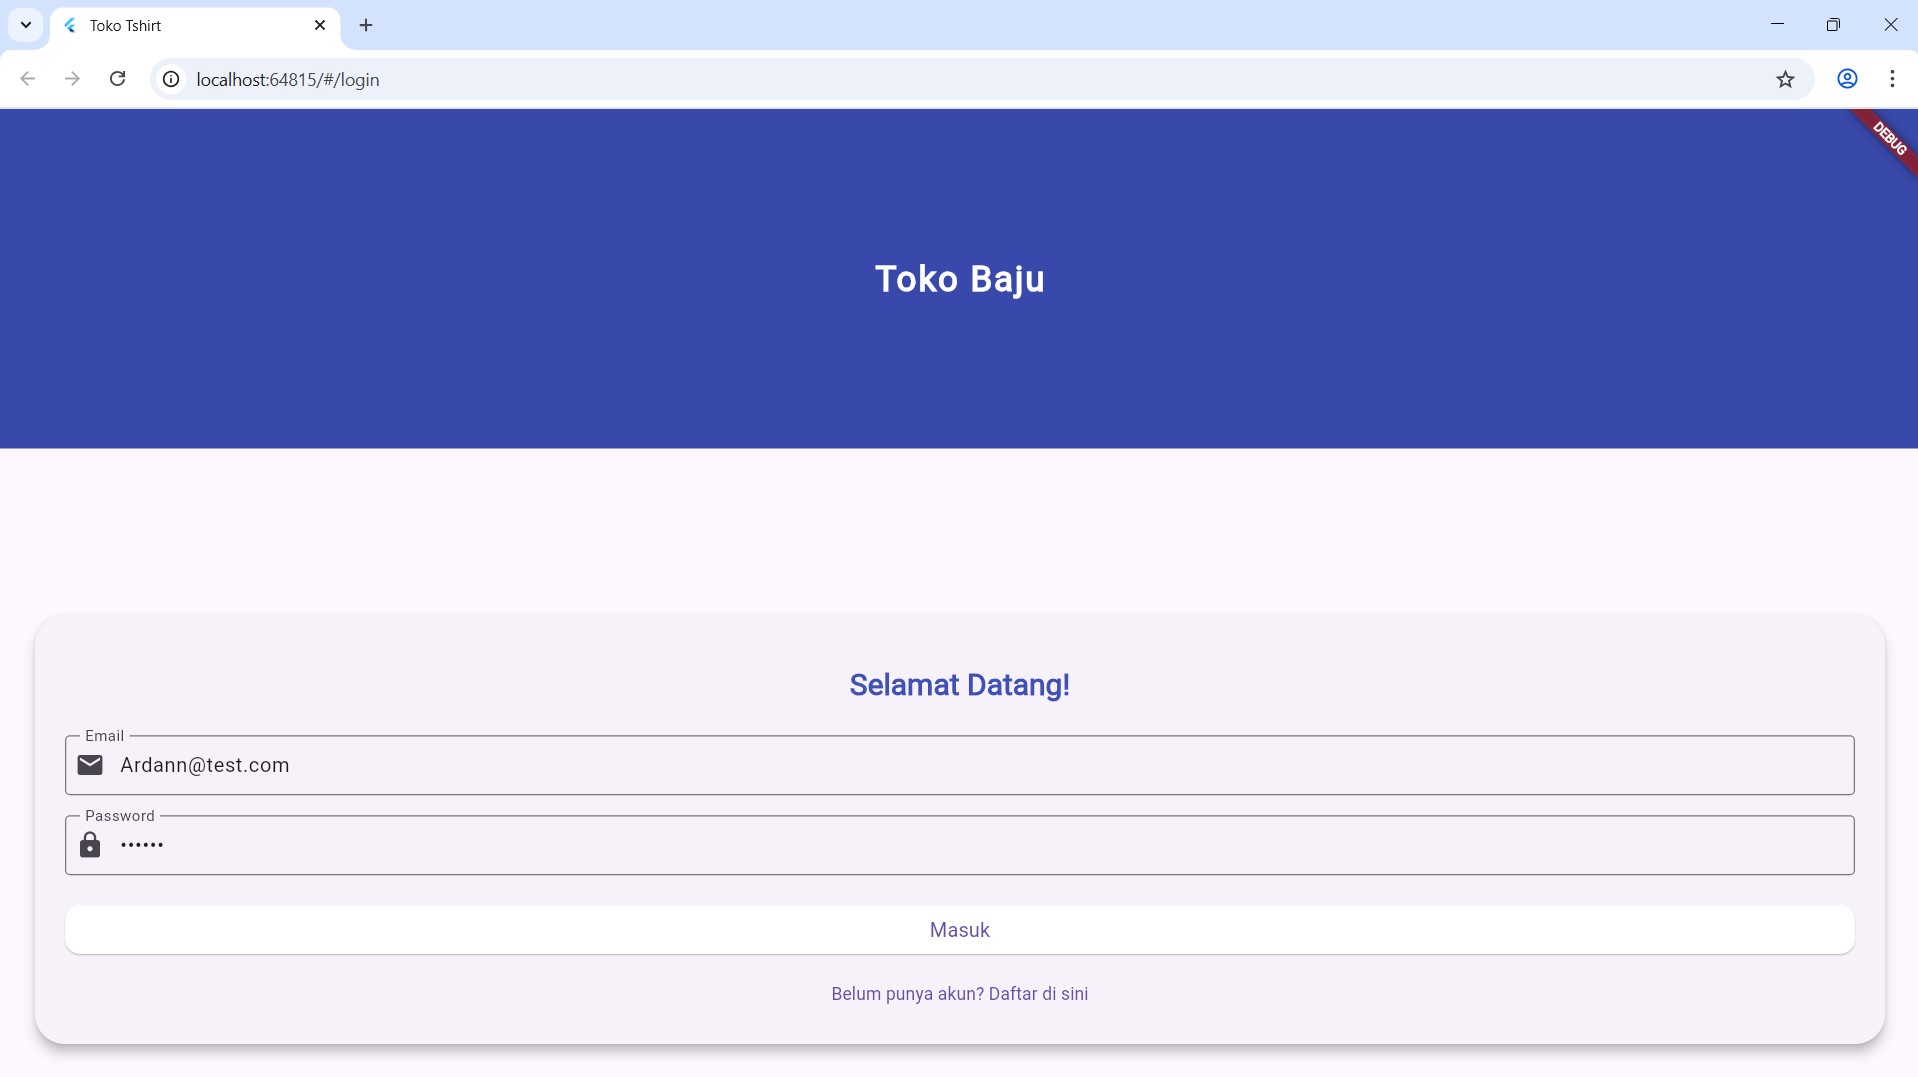 Toko Tshirt
localhost:64815/#/login
DEBUG
Toko Baju
Selamat Datang!
Email
Ardann@test.com
Password
••••••
Masuk
Belum punya akun? Daftar di sini